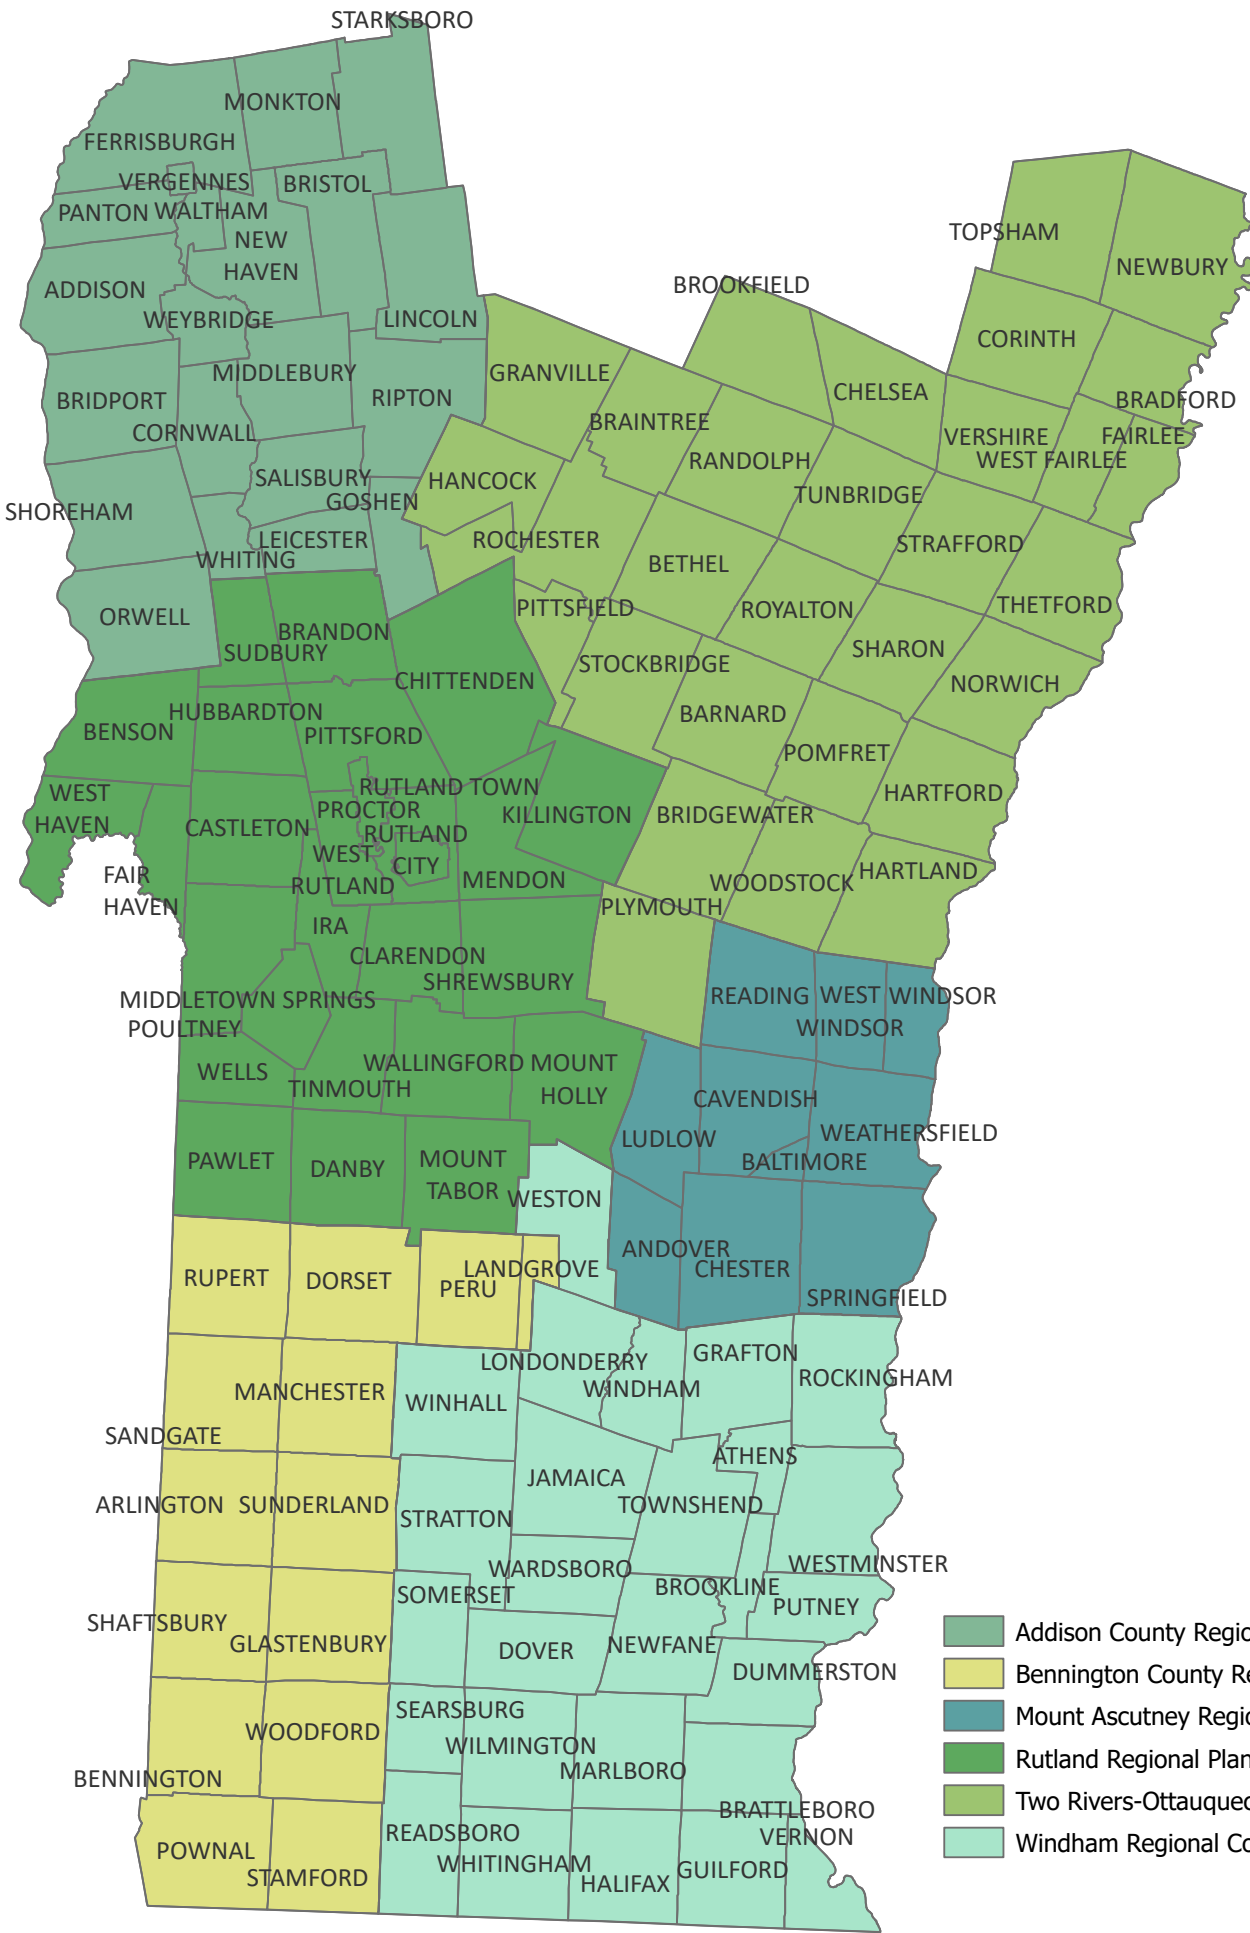 STARKSBORO
MONKTON
FERRISBURGH
VERGENNES
BRISTOL
PANTON
WALTHAM
NEW
HAVEN
TOPSHAM
NEWBURY
ADDISON
BROOKFIELD
WEYBRIDGE
LINCOLN
CORINTH
MIDDLEBURY
GRANVILLE
RIPTON
CHELSEA
BRIDPORT
BRADFORD
BRAINTREE
CORNWALL
VERSHIRE
FAIRLEE
RANDOLPH
WEST FAIRLEE
SALISBURY
HANCOCK
GOSHEN
TUNBRIDGE
SHOREHAM
LEICESTER
ROCHESTER
STRAFFORD
WHITING
BETHEL
ORWELL
PITTSFIELD
ROYALTON
THETFORD
BRANDON
SUDBURY
SHARON
STOCKBRIDGE
CHITTENDEN
NORWICH
HUBBARDTON
BARNARD
BENSON
PITTSFORD
POMFRET
WEST
HAVEN
RUTLAND TOWN
HARTFORD
PROCTOR
KILLINGTON
BRIDGEWATER
CASTLETON
RUTLAND
CITY
WEST
RUTLAND
FAIR
HAVEN
MENDON
WOODSTOCK
HARTLAND
PLYMOUTH
IRA
CLARENDON
SHREWSBURY
READING
WEST
WINDSOR
WINDSOR
MIDDLETOWN SPRINGS
POULTNEY
WELLS
WALLINGFORD
MOUNT
HOLLY
TINMOUTH
CAVENDISH
LUDLOW
WEATHERSFIELD
BALTIMORE
PAWLET
DANBY
MOUNT
TABOR
WESTON
ANDOVER
CHESTER
RUPERT
DORSET
PERU
LANDGROVE
SPRINGFIELD
LONDONDERRY
GRAFTON
WINDHAM
ROCKINGHAM
MANCHESTER
WINHALL
SANDGATE
ATHENS
JAMAICA
ARLINGTON
SUNDERLAND
TOWNSHEND
STRATTON
WARDSBORO
WESTMINSTER
SOMERSET
BROOKLINE
PUTNEY
SHAFTSBURY
GLASTENBURY
DOVER
NEWFANE
DUMMERSTON
SEARSBURG
WOODFORD
WILMINGTON
MARLBORO
BENNINGTON
BRATTLEBORO
VERNON
READSBORO
POWNAL
WHITINGHAM
GUILFORD
STAMFORD
HALIFAX
Addison County Regio
Bennington County Re
Mount Ascutney Regio
Rutland Regional Plan
Two Rivers-Ottauquec
Windham Regional Co